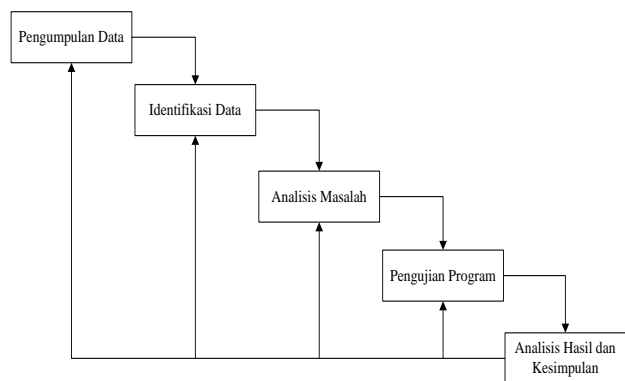 Pengumpulan Data
Identifikasi Data
Analisis Masalah
Pengujian Program
Analisis Hasil dan
Kesimpulan